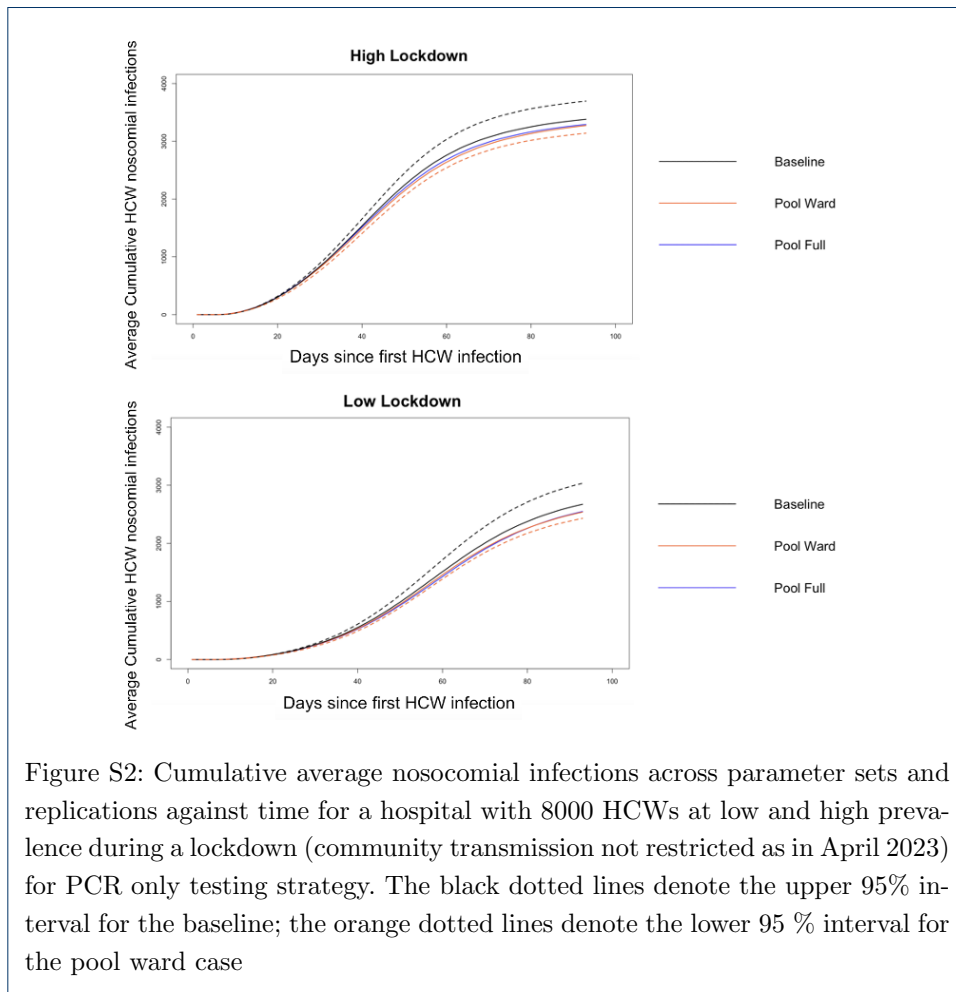 High Lockdown
Average Cumulative HCW noscomial infections
4000
3000
2000
1000
0
0 20 40 60 80 100
Days since first HCW infection
Baseline
Pool Ward
Pool Full
Low Lockdown
Average Cumulative HCW noscomial infections
4000
3000
2000
1000
0
0 20 40 60 80 100
Days since first HCW infection
Baseline
Pool Ward
Pool Full
Figure S2: Cumulative average nosocomial infections across parameter sets and
replications against time for a hospital with 8000 HCWs at low and high preva-
lence during a lockdown (community transmission not restricted as in April 2023)
for PCR only testing strategy. The black dotted lines denote the upper 95% in-
terval for the baseline; the orange dotted lines denote the lower 95 % interval for
the pool ward case